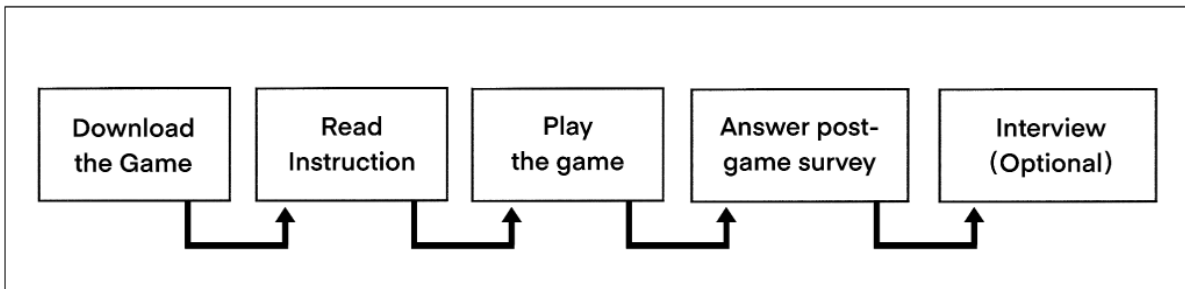 Download
the Game
Read
Instruction
Play
the game
Answer post-
game survey
Interview
(Optional)